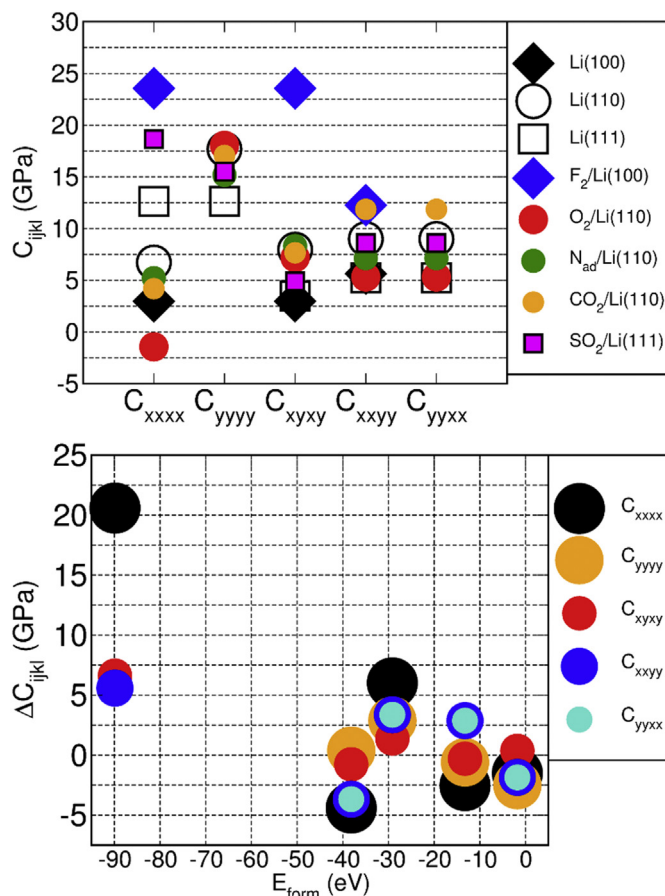 30
25
20
15
10
5
0
-5
C_ijkl (GPa)
C_xxxx C_yyyy C_xyxy C_xxyy C_yyxx
Li(100)
Li(110)
Li(111)
F_2/Li(100)
O_2/Li(110)
N_ad/Li(110)
CO_2/Li(110)
SO_2/Li(111)
25
20
15
10
5
0
-5
ΔC_ijkl (GPa)
-90 -80 -70 -60 -50 -40 -30 -20 -10 0
E_form (eV)
C_xxxx
C_yyyy
C_xyxy
C_xxyy
C_yyxx